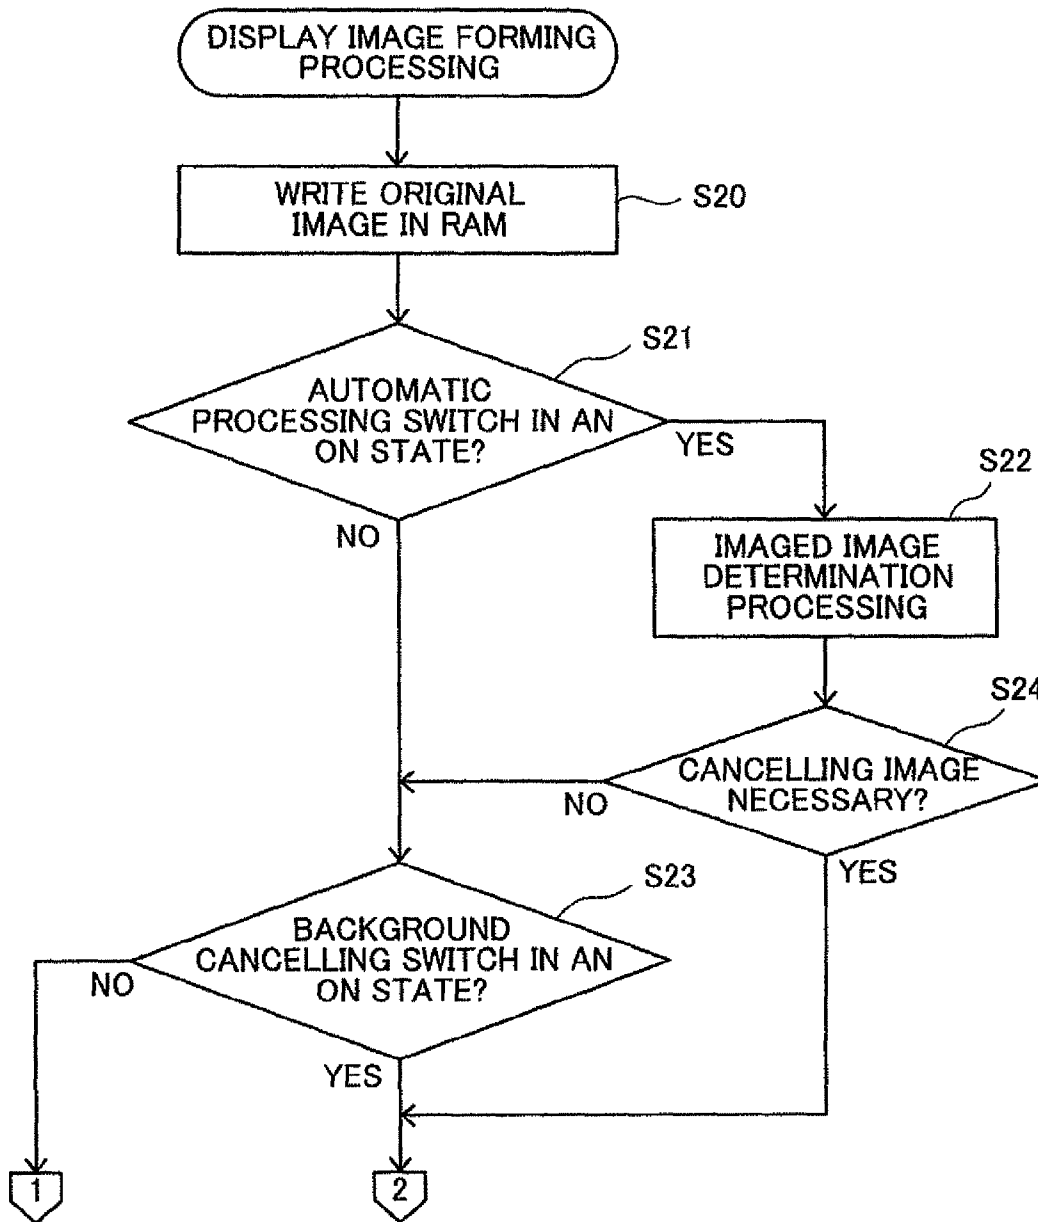 DISPLAY IMAGE FORMING
PROCESSING
WRITE ORIGINAL
IMAGE IN RAM
S20
S21
AUTOMATIC
PROCESSING SWITCH IN AN
ON STATE?
YES
NO
S22
IMAGED IMAGE
DETERMINATION
PROCESSING
S24
CANCELLING IMAGE
NECESSARY?
NO
YES
S23
BACKGROUND
CANCELLING SWITCH IN AN
ON STATE?
NO
YES
1
2